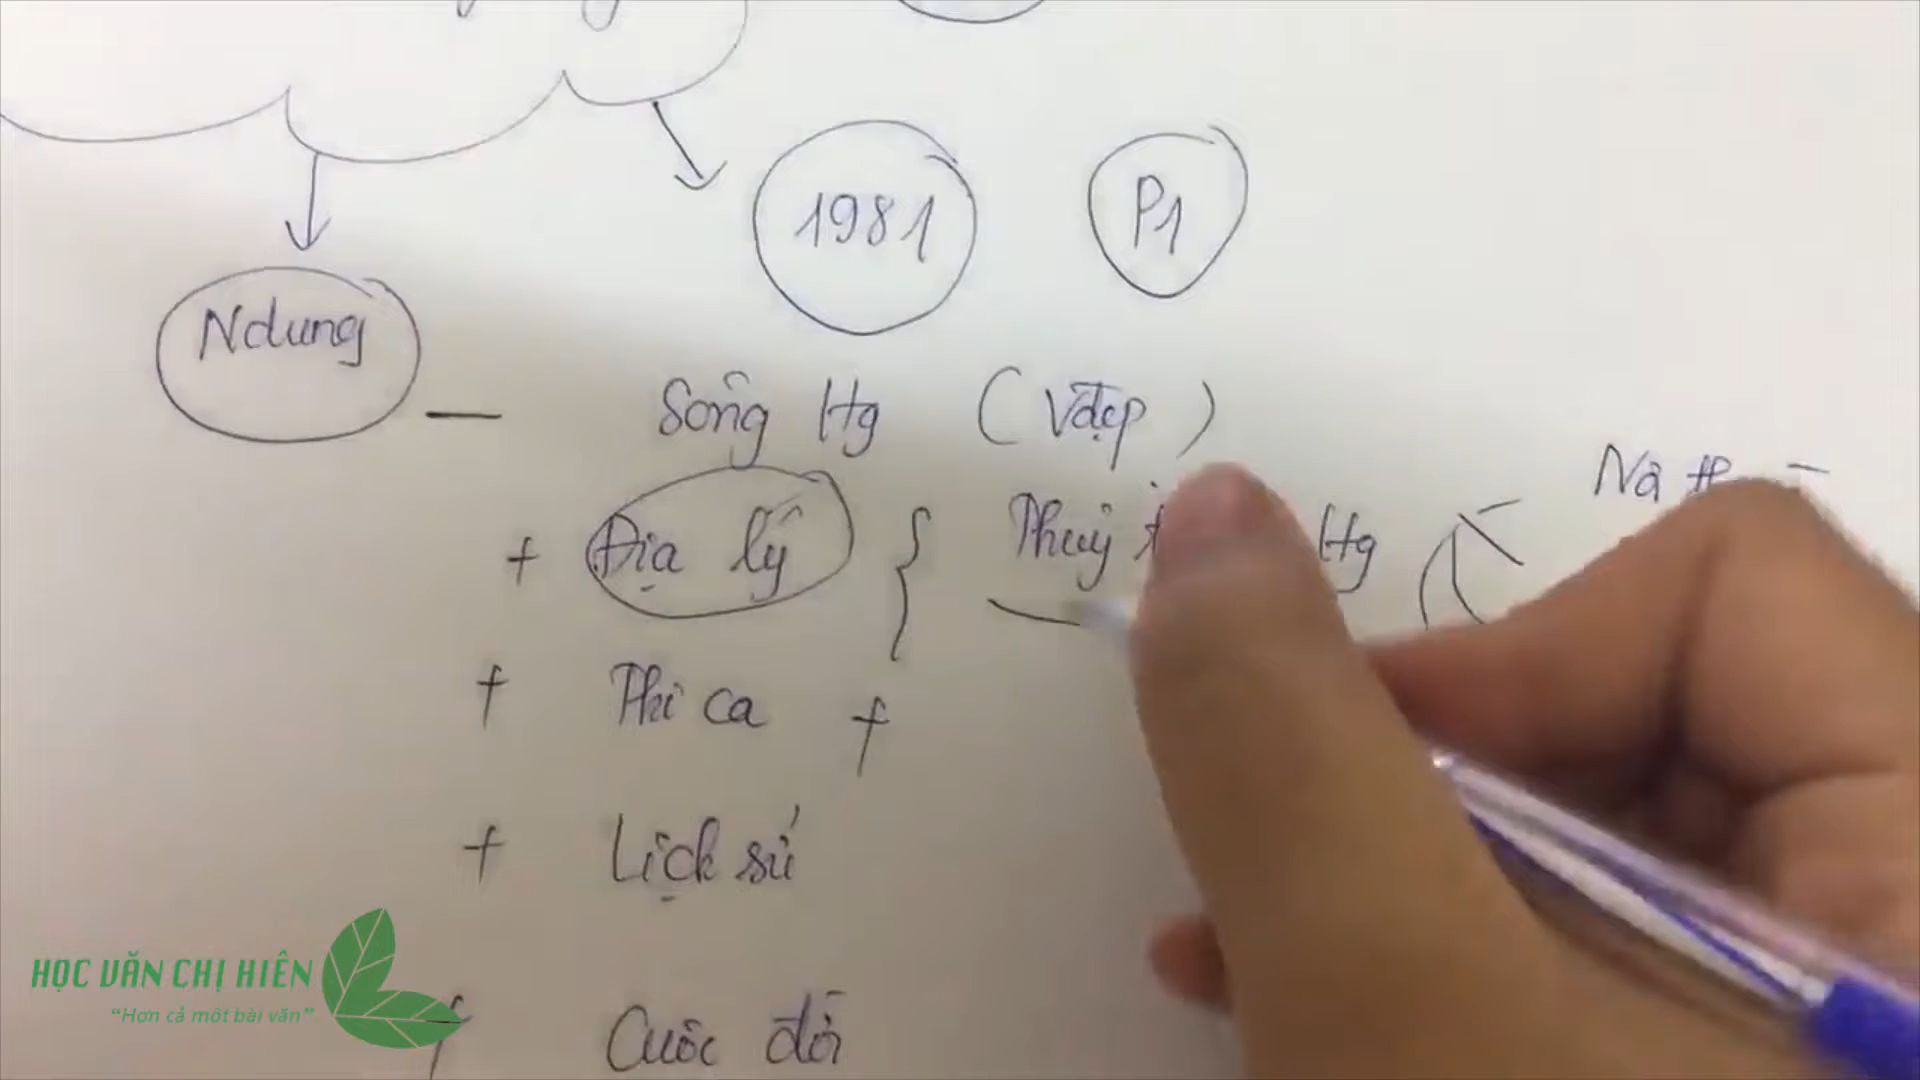 1981
P1
Ndung
— Sông Hg (Vđẹp)
+ Địa lý { Thuỷ Hg
+ Thi ca +
+ Lịch sử
+ Cuộc đời
HỌC VĂN CHỊ HIÊN
“Hơn cả một bài văn”